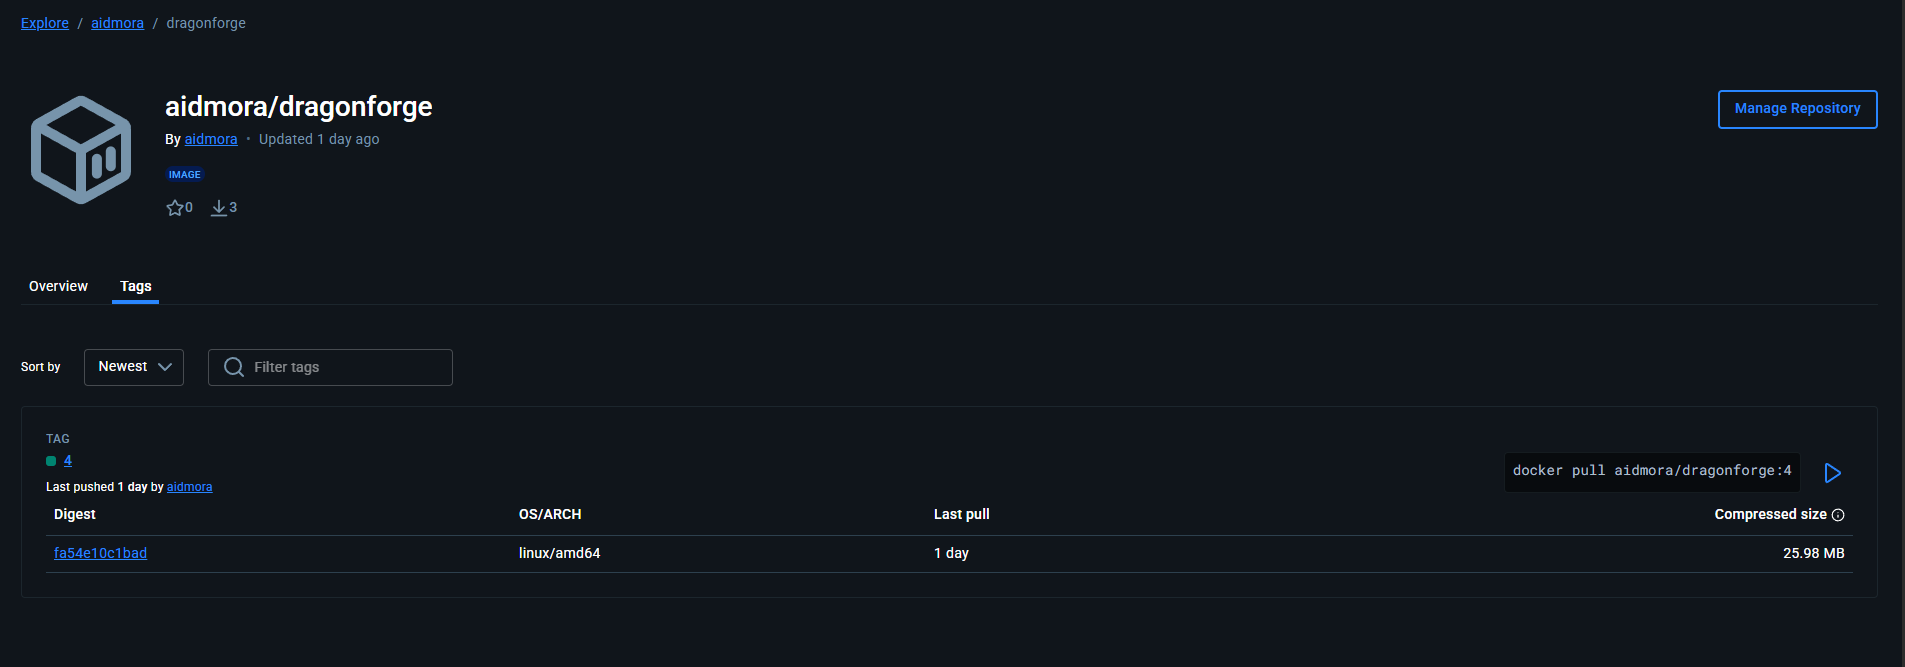 Explore / aidmora / dragonforge
aidmora/dragonforge
Manage Repository
By aidmora • Updated 1 day ago
IMAGE
0 3
Overview Tags
Sort by Newest Filter tags
TAG
4
docker pull aidmora/dragonforge:4
Last pushed 1 day by aidmora
Digest OS/ARCH Last pull Compressed size
fa54e10c1bad linux/amd64 1 day 25.98 MB